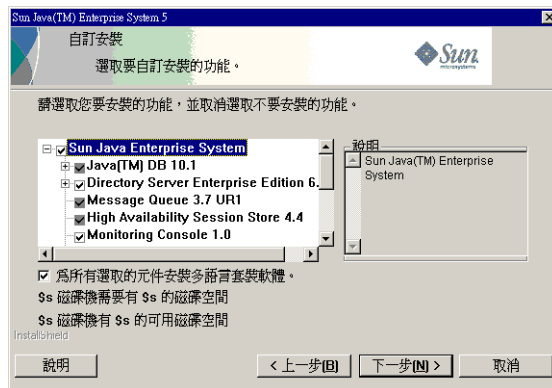 Sun Java(TM) Enterprise System 5
自訂安裝
選取要自訂安裝的功能。
Sun
microsystems
請選取您要安裝的功能，並取消選取不要安裝的功能。
Sun Java Enterprise System
Java(TM) DB 10.1
Directory Server Enterprise Edition 6.
Message Queue 3.7 UR1
High Availability Session Store 4.4
Monitoring Console 1.0
說明
Sun Java(TM) Enterprise
System
為所有選取的元件安裝多語言套裝軟體。
$s 磁碟機需要有 $s 的磁碟空間
$s 磁碟機有 $s 的可用磁碟空間
InstallShield
說明
< 上一步(B)
下一步(N) >
取消